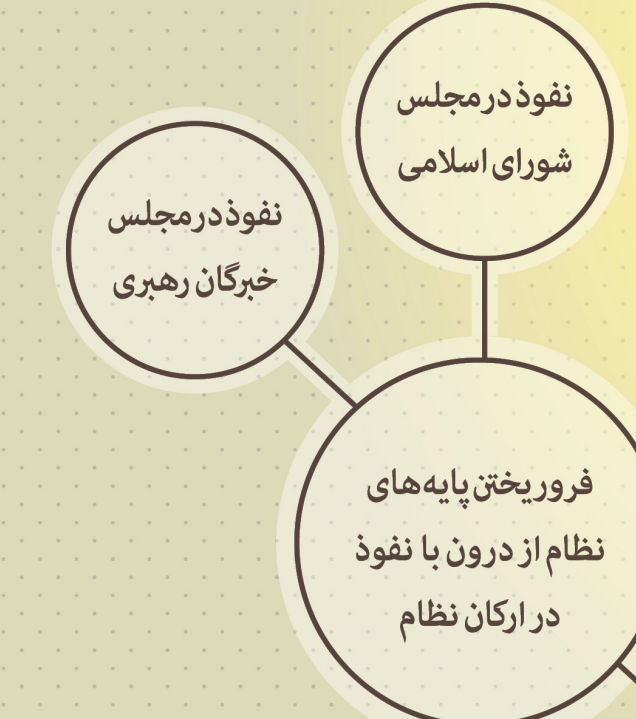 نفوذ در مجلس
شورای اسلامی
نفوذ در مجلس
خبرگان رهبری
فروریختن پایه‌های
نظام از درون با نفوذ
در ارکان نظام